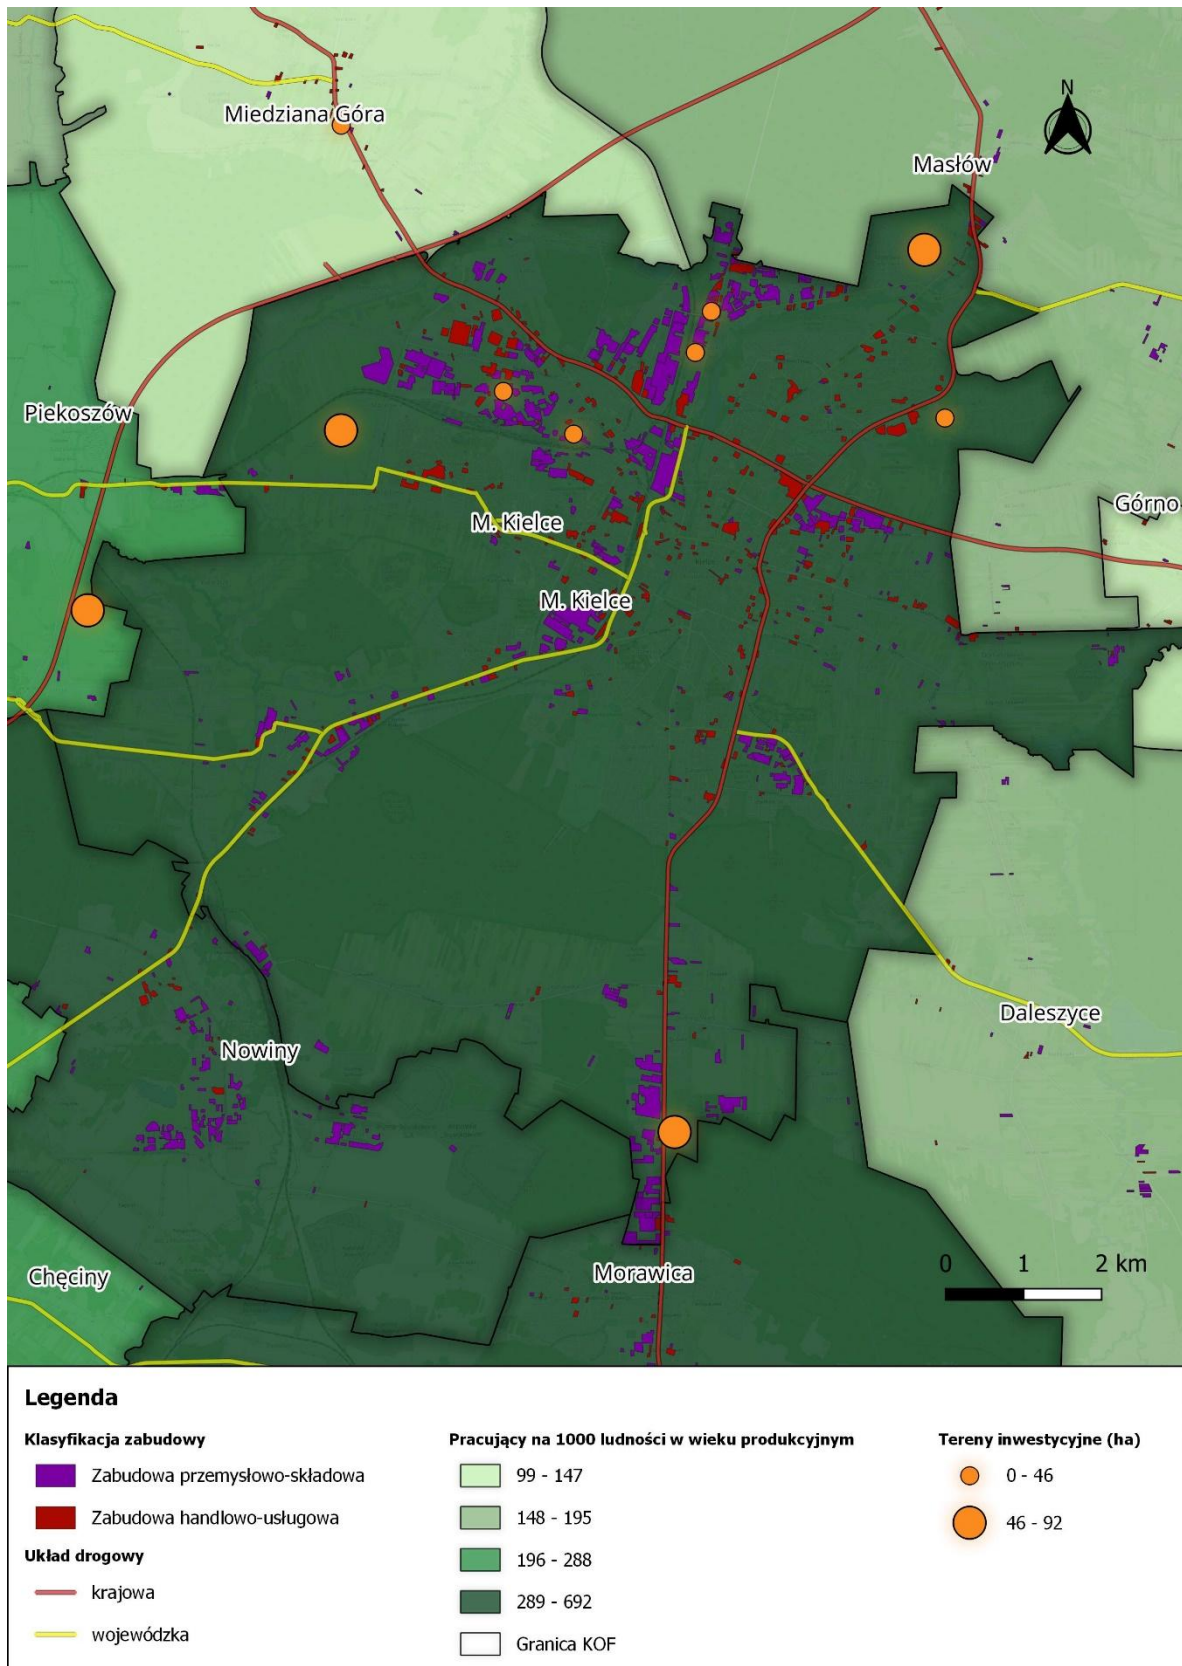 N
Miedziana Góra
Masłów
Piekoszów
Górno
M. Kielce
M. Kielce
Daleszyce
Nowiny
Morawica
Chęciny
0 1 2 km
Legenda
Klasyfikacja zabudowy
Zabudowa przemysłowo-składowa
Zabudowa handlowo-usługowa
Układ drogowy
krajowa
wojewódzka
Pracujący na 1000 ludności w wieku produkcyjnym
99 - 147
148 - 195
196 - 288
289 - 692
Granica KOF
Tereny inwestycyjne (ha)
0 - 46
46 - 92